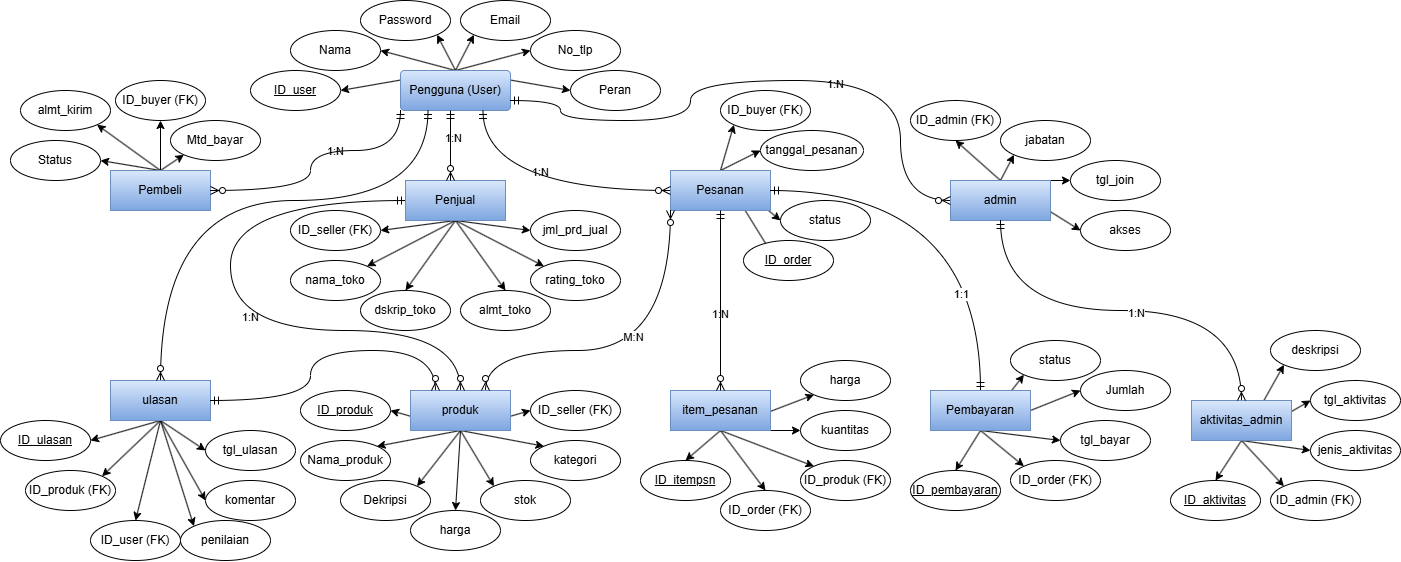 Password
Email
Nama
No_tlp
ID_user
Pengguna (User)
Peran
1:N
almt_kirim
ID_buyer (FK)
Mtd_bayar
Status
Pembeli
1:N
1:N
1:N
ID_buyer (FK)
tanggal_pesanan
Pesanan
status
ID_order
ID_admin (FK)
jabatan
tgl_join
admin
akses
Penjual
ID_seller (FK)
jml_prd_jual
nama_toko
rating_toko
dskrip_toko
almt_toko
1:N
M:N
1:N
1:1
1:N
ulasan
ID_ulasan
tgl_ulasan
ID_produk (FK)
komentar
ID_user (FK)
penilaian
produk
ID_produk
ID_seller (FK)
Nama_produk
kategori
Dekripsi
stok
harga
item_pesanan
harga
kuantitas
ID_itempsn
ID_produk (FK)
ID_order (FK)
Pembayaran
status
Jumlah
tgl_bayar
ID_pembayaran
ID_order (FK)
aktivitas_admin
deskripsi
tgl_aktivitas
jenis_aktivitas
ID_aktivitas
ID_admin (FK)